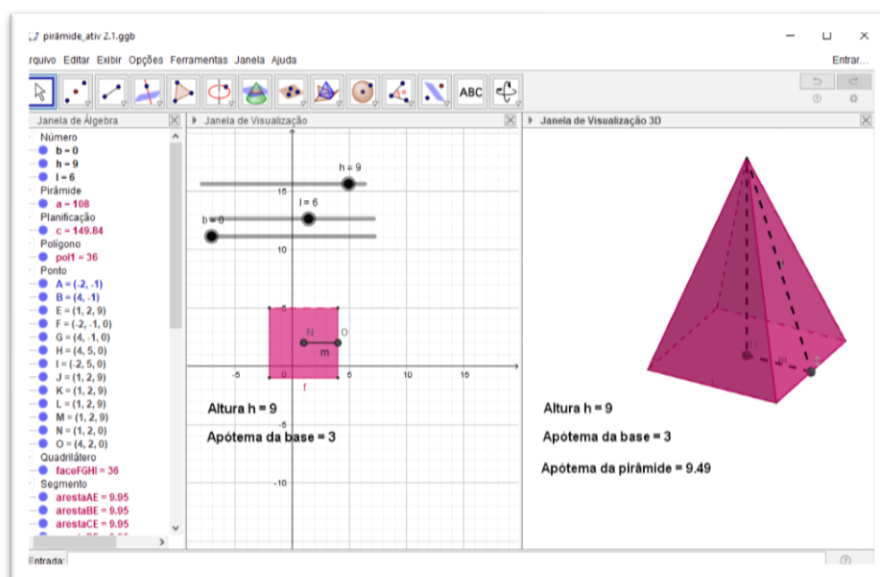 pirâmide_ativ 2.1.ggb
rquivo Editar Exibir Opções Ferramentas Janela Ajuda
Entrar...
ABC
Janela de Álgebra
Número
b = 0
h = 9
l = 6
Pirâmide
a = 108
Planificação
c = 149.84
Polígono
pol1 = 36
Ponto
A = (-2, -1)
B = (4, -1)
E = (1, 2, 9)
F = (-2, -1, 0)
G = (4, -1, 0)
H = (4, 5, 0)
I = (-2, 5, 0)
J = (1, 2, 9)
K = (1, 2, 9)
L = (1, 2, 9)
M = (1, 2, 9)
N = (1, 2, 0)
O = (4, 2, 0)
Quadrilátero
faceFGHI = 36
Segmento
arestaAE = 9.95
arestaBE = 9.95
arestaCE = 9.95
Entrada:
Janela de Visualização
h = 9
15
l = 6
b = 0
10
5
N O
m
-5 0 5 10 15
f
Altura h = 9
-5
Apótema da base = 3
-10
Janela de Visualização 3D
m
Altura h = 9
Apótema da base = 3
Apótema da pirâmide = 9.49